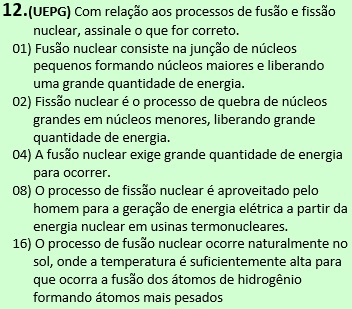 12.(UEPG) Com relação aos processos de fusão e fissão
nuclear, assinale o que for correto.
01) Fusão nuclear consiste na junção de núcleos
pequenos formando núcleos maiores e liberando
uma grande quantidade de energia.
02) Fissão nuclear é o processo de quebra de núcleos
grandes em núcleos menores, liberando grande
quantidade de energia.
04) A fusão nuclear exige grande quantidade de energia
para ocorrer.
08) O processo de fissão nuclear é aproveitado pelo
homem para a geração de energia elétrica a partir da
energia nuclear em usinas termonucleares.
16) O processo de fusão nuclear ocorre naturalmente no
sol, onde a temperatura é suficientemente alta para
que ocorra a fusão dos átomos de hidrogênio
formando átomos mais pesados